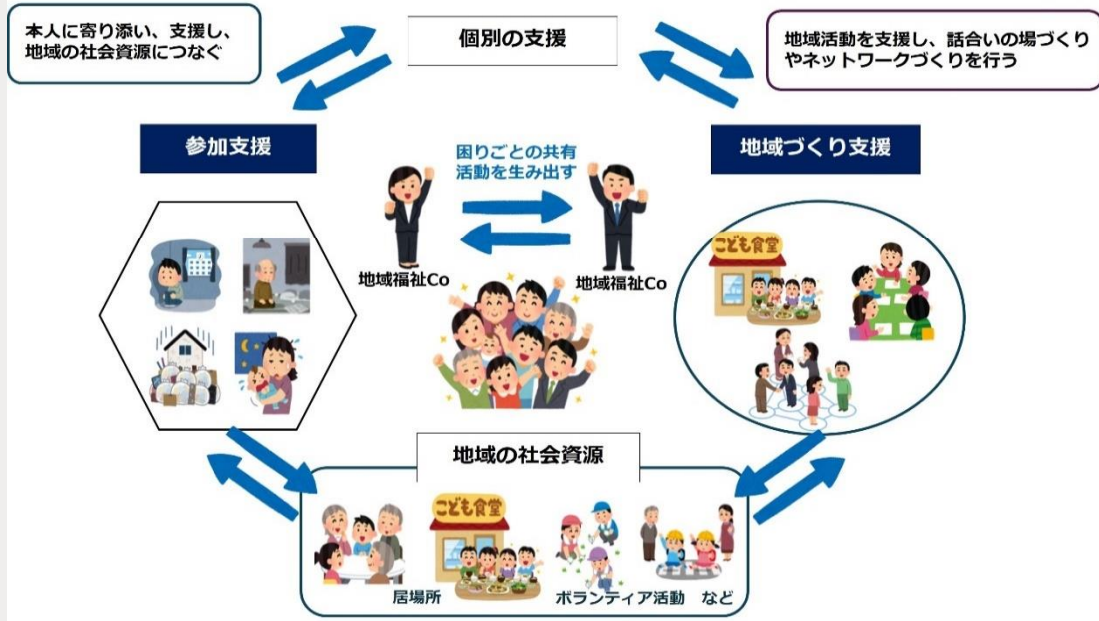 本人に寄り添い、支援し、
地域の社会資源につなぐ
個別の支援
地域活動を支援し、話合いの場づくり
やネットワークづくりを行う
参加支援
困りごとの共有
活動を生み出す
地域づくり支援
地域福祉Co
地域福祉Co
こども食堂
地域の社会資源
こども食堂
居場所
ボランティア活動 など